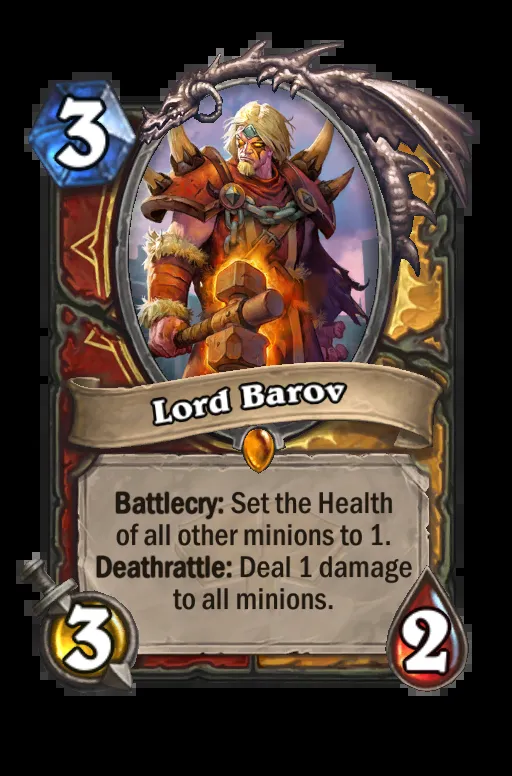 3
Lord Barov
Battlecry: Set the Health
of all other minions to 1.
Deathrattle: Deal 1 damage
to all minions.
3
2